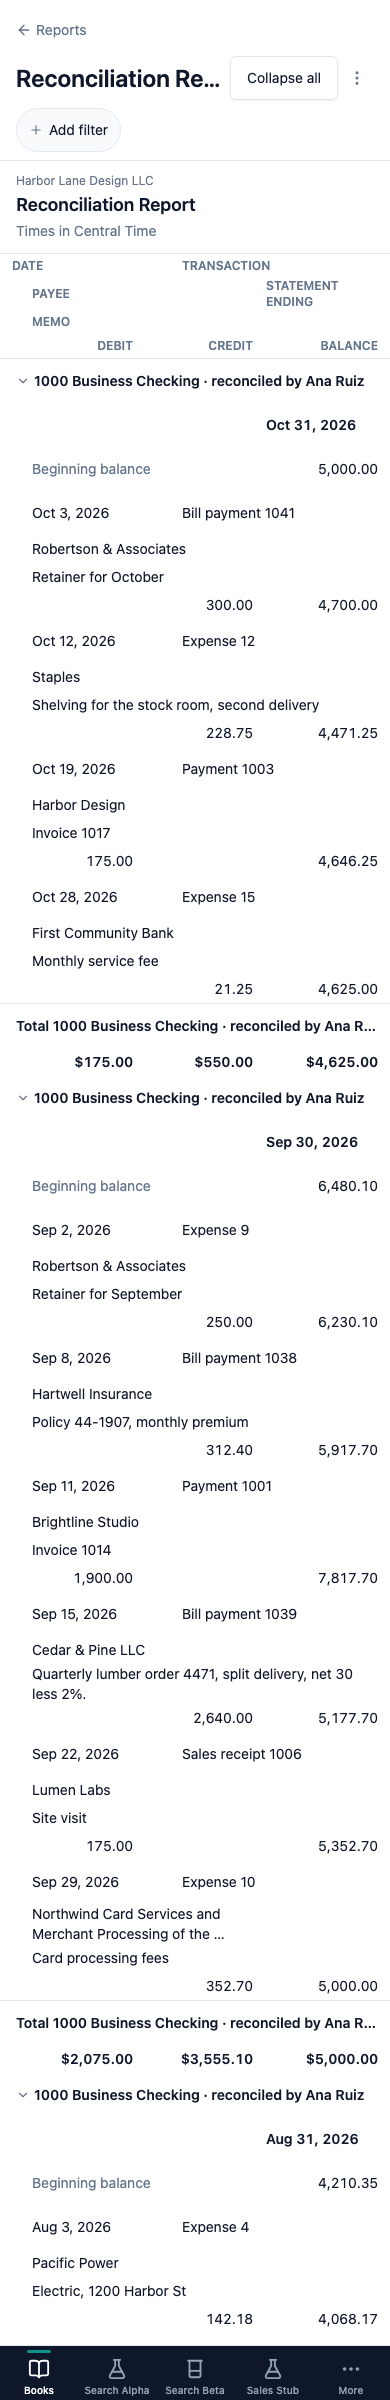 Reports
Reconciliation Re...
Collapse all
Add filter
Harbor Lane Design LLC
Reconciliation Report
Times in Central Time
DATE TRANSACTION
PAYEE STATEMENT ENDING
MEMO
DEBIT CREDIT BALANCE
1000 Business Checking · reconciled by Ana Ruiz
Oct 31, 2026
Beginning balance 5,000.00
Oct 3, 2026 Bill payment 1041
Robertson & Associates
Retainer for October
300.00 4,700.00
Oct 12, 2026 Expense 12
Staples
Shelving for the stock room, second delivery
228.75 4,471.25
Oct 19, 2026 Payment 1003
Harbor Design
Invoice 1017
175.00 4,646.25
Oct 28, 2026 Expense 15
First Community Bank
Monthly service fee
21.25 4,625.00
Total 1000 Business Checking · reconciled by Ana R...
$175.00 $550.00 $4,625.00
1000 Business Checking · reconciled by Ana Ruiz
Sep 30, 2026
Beginning balance 6,480.10
Sep 2, 2026 Expense 9
Robertson & Associates
Retainer for September
250.00 6,230.10
Sep 8, 2026 Bill payment 1038
Hartwell Insurance
Policy 44-1907, monthly premium
312.40 5,917.70
Sep 11, 2026 Payment 1001
Brightline Studio
Invoice 1014
1,900.00 7,817.70
Sep 15, 2026 Bill payment 1039
Cedar & Pine LLC
Quarterly lumber order 4471, split delivery, net 30
less 2%.
2,640.00 5,177.70
Sep 22, 2026 Sales receipt 1006
Lumen Labs
Site visit
175.00 5,352.70
Sep 29, 2026 Expense 10
Northwind Card Services and
Merchant Processing of the ...
Card processing fees
352.70 5,000.00
Total 1000 Business Checking · reconciled by Ana R...
$2,075.00 $3,555.10 $5,000.00
1000 Business Checking · reconciled by Ana Ruiz
Aug 31, 2026
Beginning balance 4,210.35
Aug 3, 2026 Expense 4
Pacific Power
Electric, 1200 Harbor St
142.18 4,068.17
Books Search Alpha Search Beta Sales Stub More